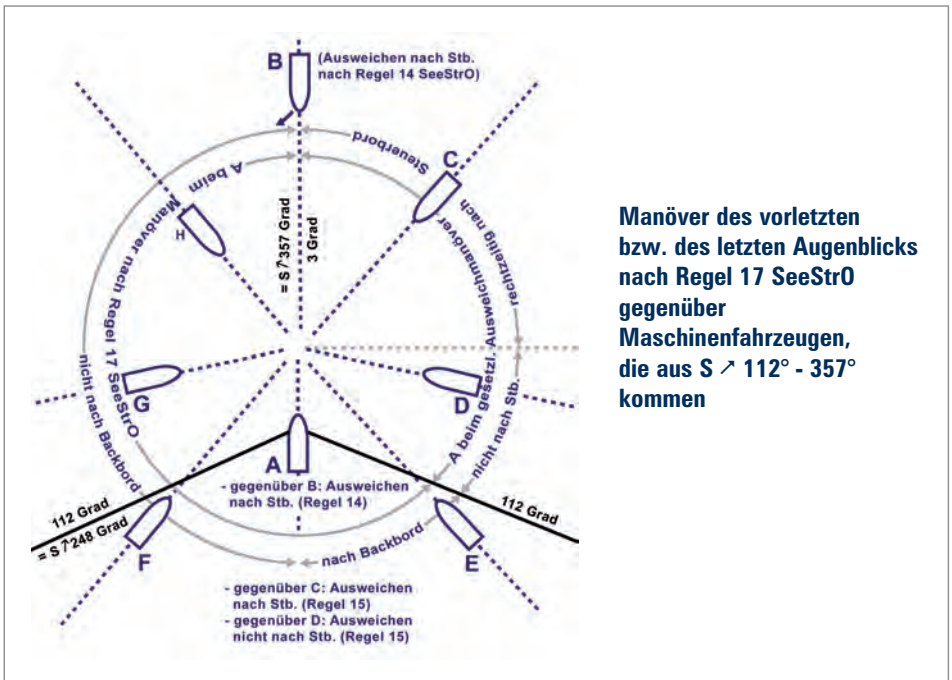 B
(Ausweichen nach Stb.
nach Regel 14 SeeStrO)
Steuerbord
rechtzeitig nach
C
Manöver nach Regel 17 SeeStrO
A beim
H
= S ↗ 357 Grad
3 Grad
A beim gesetzl. Ausweichmanöver
nicht nach Stb.
nicht nach Backbord
G
D
A
- gegenüber B: Ausweichen
nach Stb. (Regel 14)
112 Grad
= S ↗ 248 Grad
112 Grad
F
nach Backbord
E
- gegenüber C: Ausweichen
nach Stb. (Regel 15)
- gegenüber D: Ausweichen
nicht nach Stb. (Regel 15)
Manöver des vorletzten
bzw. des letzten Augenblicks
nach Regel 17 SeeStrO
gegenüber
Maschinenfahrzeugen,
die aus S ↗ 112° - 357°
kommen